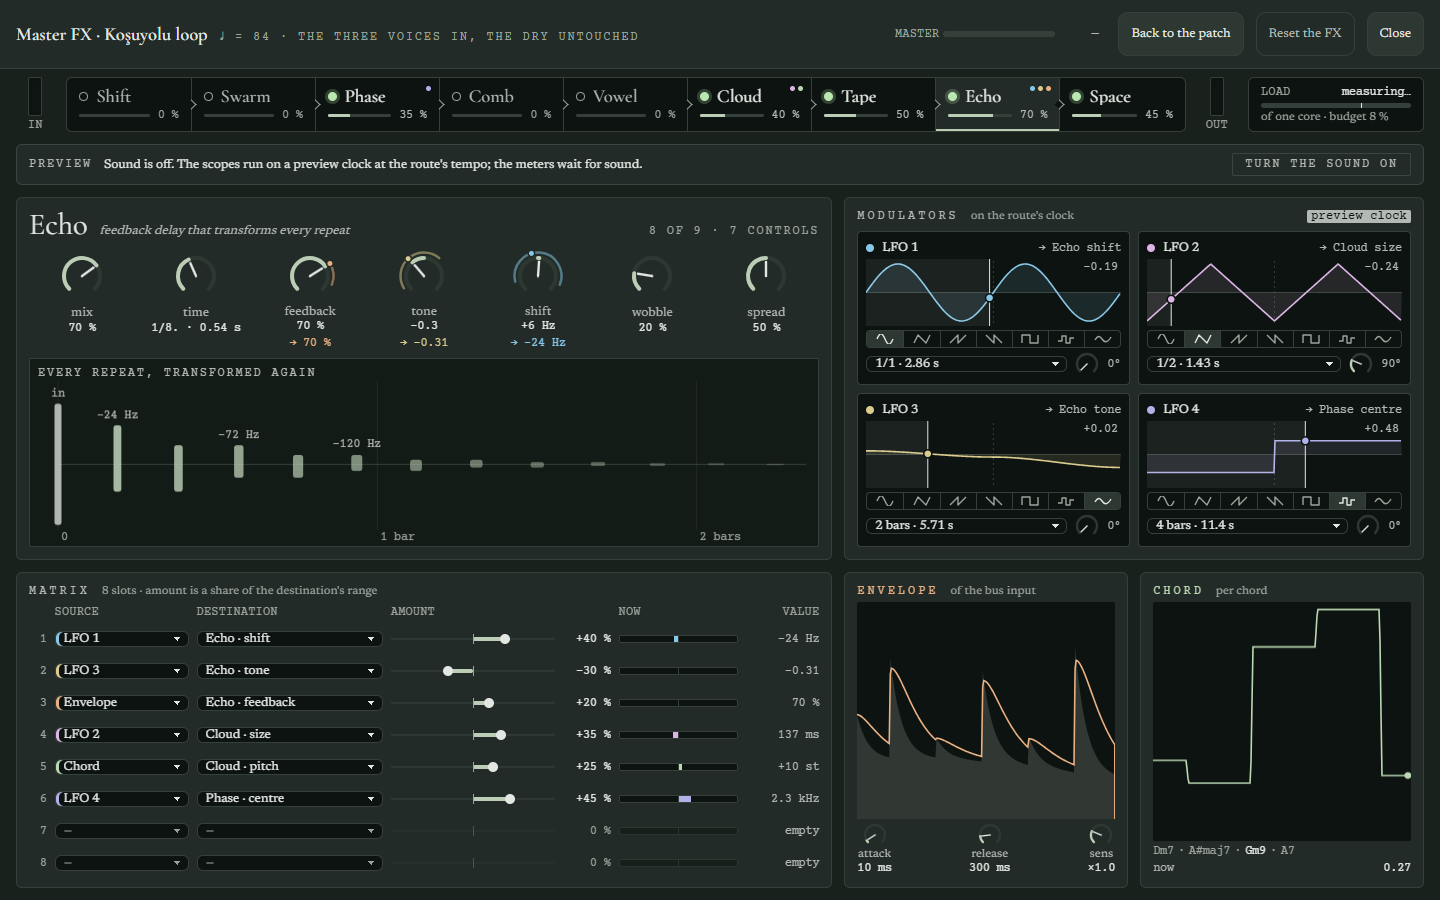 Master FX · Koşuyolu loop ♩ = 84 · THE THREE VOICES IN, THE DRY UNTOUCHED MASTER – Back to the patch Reset the FX Close
IN Shift 0 % Swarm 0 % Phase 35 % Comb 0 % Vowel 0 % Cloud 40 % Tape 50 % Echo 70 % Space 45 % OUT
LOAD measuring…
of one core · budget 8 %
PREVIEW Sound is off. The scopes run on a preview clock at the route's tempo; the meters wait for sound. TURN THE SOUND ON
Echo feedback delay that transforms every repeat 8 OF 9 · 7 CONTROLS
mix time feedback tone shift wobble spread
70 % 1/8. · 0.54 s 70 % −0.3 +6 Hz 20 % 50 %
→ 70 % → −0.31 → −24 Hz
EVERY REPEAT, TRANSFORMED AGAIN
in
−24 Hz
−72 Hz
−120 Hz
0 1 bar 2 bars
MODULATORS on the route's clock preview clock
LFO 1 → Echo shift
−0.19
1/1 · 2.86 s 0°
LFO 2 → Cloud size
−0.24
1/2 · 1.43 s 90°
LFO 3 → Echo tone
+0.02
2 bars · 5.71 s 0°
LFO 4 → Phase centre
+0.48
4 bars · 11.4 s 0°
MATRIX 8 slots · amount is a share of the destination's range
SOURCE DESTINATION AMOUNT NOW VALUE
1 LFO 1 Echo · shift +40 % −24 Hz
2 LFO 3 Echo · tone −30 % −0.31
3 Envelope Echo · feedback +20 % 70 %
4 LFO 2 Cloud · size +35 % 137 ms
5 Chord Cloud · pitch +25 % +10 st
6 LFO 4 Phase · centre +45 % 2.3 kHz
7 – – 0 % empty
8 – – 0 % empty
ENVELOPE of the bus input
attack release sens
10 ms 300 ms ×1.0
CHORD per chord
Dm7 · A#maj7 · Gm9 · A7
now 0.27